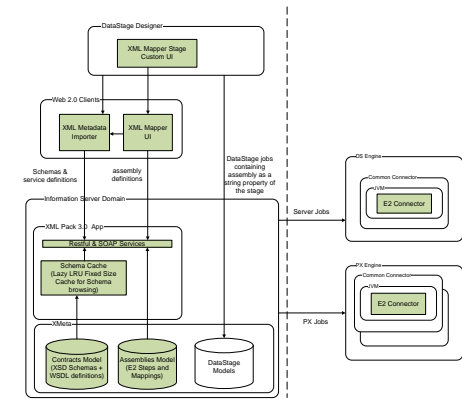 DataStage Designer
XML Mapper Stage
Custom UI
Web 2.0 Clients
XML Metadata
Importer
XML Mapper
UI
Schemas &
service definitions
assembly
definitions
DataStage jobs
containing
assembly as a
string property of
the stage
Information Server Domain
XML Pack 3.0 App
Restful & SOAP Services
Schema Cache
(Lazy LRU Fixed Size
Cache for Schema
browsing)
XMeta
Contracts Model
(XSD Schemas +
WSDL definitions)
Assemblies Model
(E2 Steps and
Mappings)
DataStage
Models
Server Jobs
PX Jobs
DS Engine
Common Connector
JVM
E2 Connector
PX Engine
Common Connector
JVM
E2 Connector